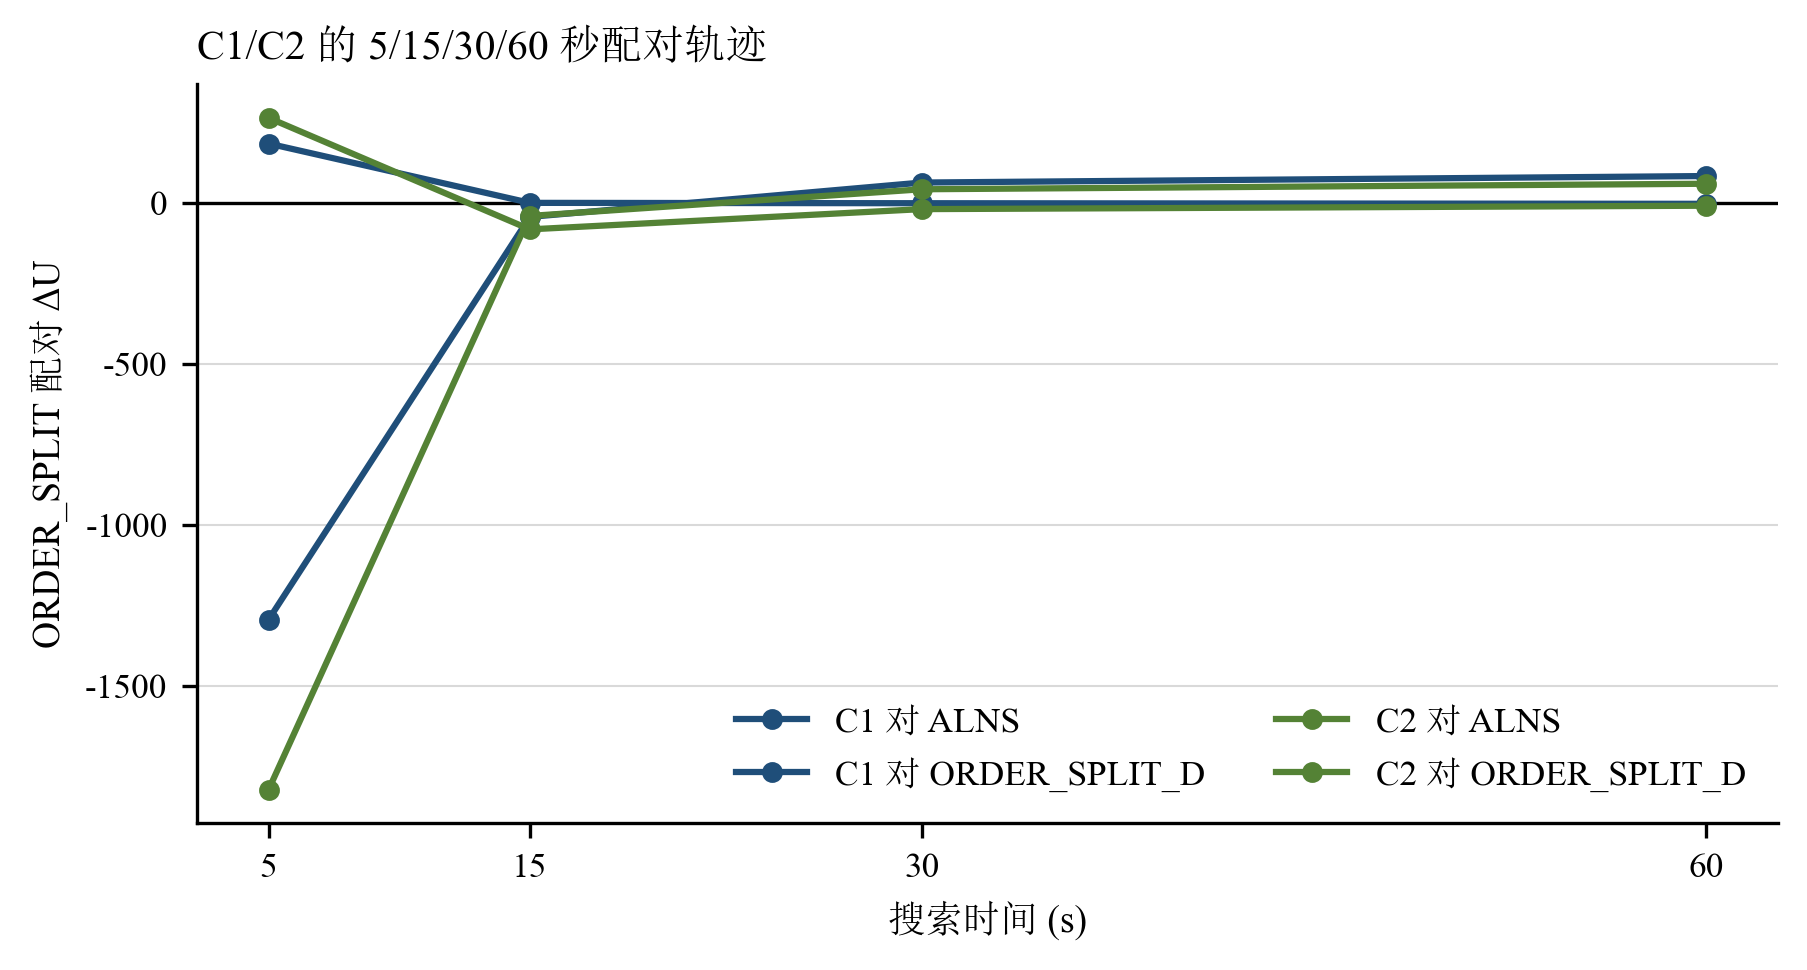 C1/C2 的 5/15/30/60 秒配对轨迹
ORDER_SPLIT 配对 ΔU
0
-500
-1000
-1500
C1 对 ALNS
C1 对 ORDER_SPLIT_D
C2 对 ALNS
C2 对 ORDER_SPLIT_D
5
15
30
60
搜索时间 (s)